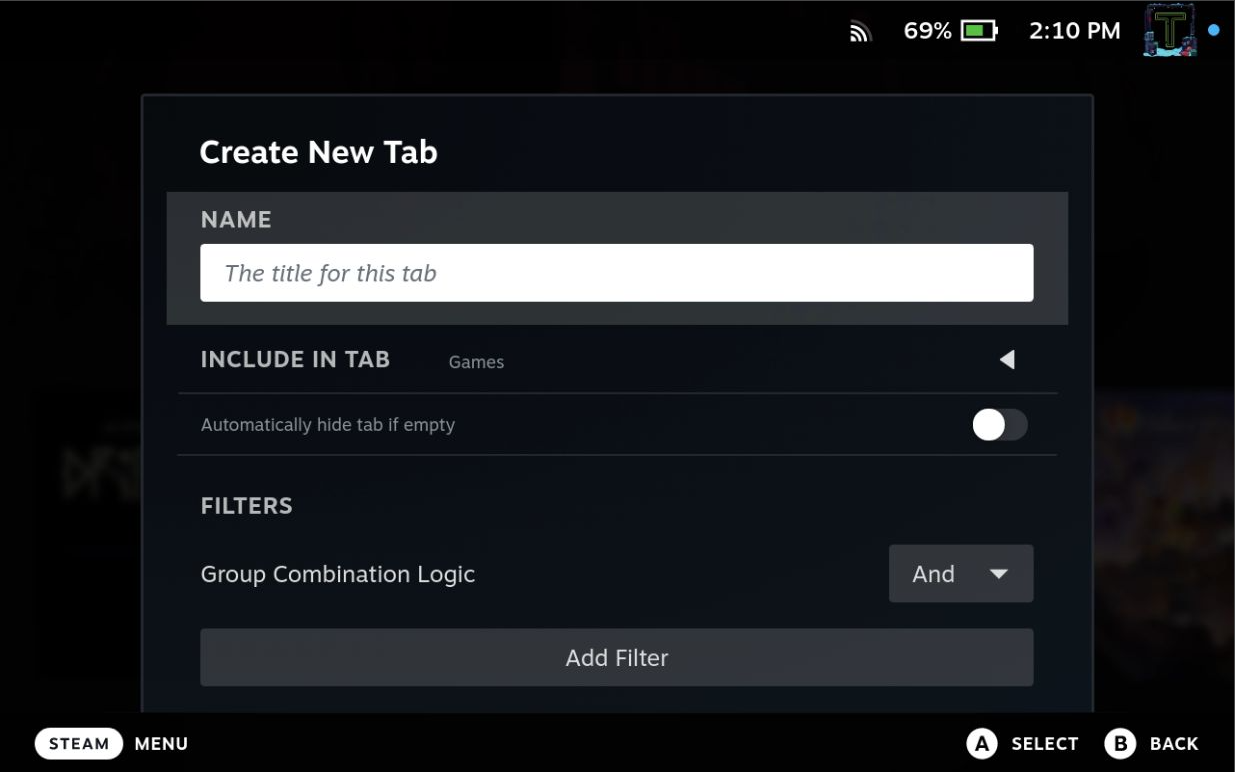 69% 2:10 PM
Create New Tab
NAME
The title for this tab
INCLUDE IN TAB Games
Automatically hide tab if empty
FILTERS
Group Combination Logic And
Add Filter
STEAM MENU A SELECT B BACK